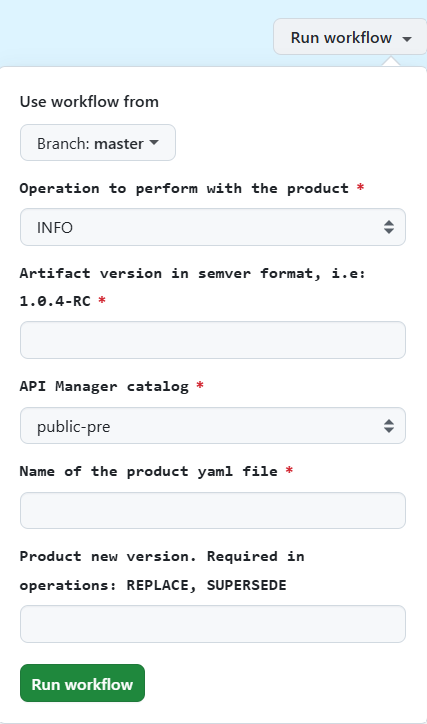 Run workflow
Use workflow from
Branch: master
Operation to perform with the product *
INFO
Artifact version in semver format, i.e:
1.0.4-RC *
API Manager catalog *
public-pre
Name of the product yaml file *
Product new version. Required in
operations: REPLACE, SUPERSEDE
Run workflow